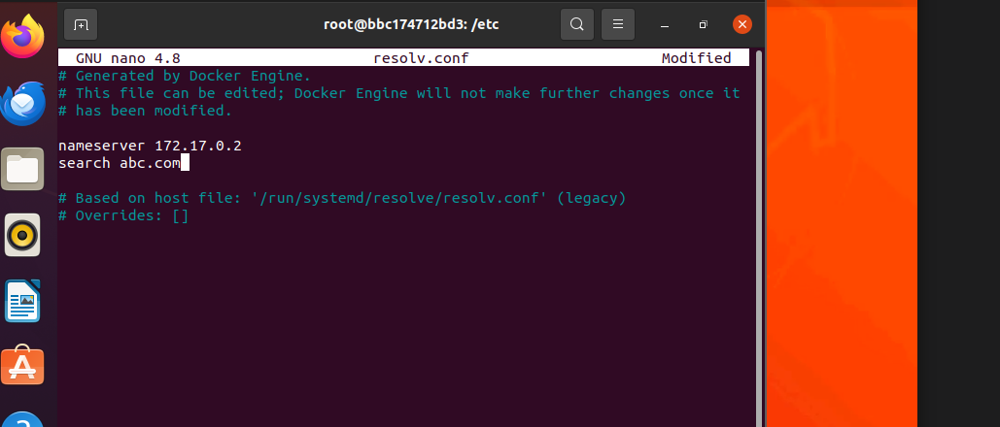 root@bbc174712bd3: /etc
GNU nano 4.8 resolv.conf Modified
# Generated by Docker Engine.
# This file can be edited; Docker Engine will not make further changes once it
# has been modified.
nameserver 172.17.0.2
search abc.com
# Based on host file: '/run/systemd/resolve/resolv.conf' (legacy)
# Overrides: []